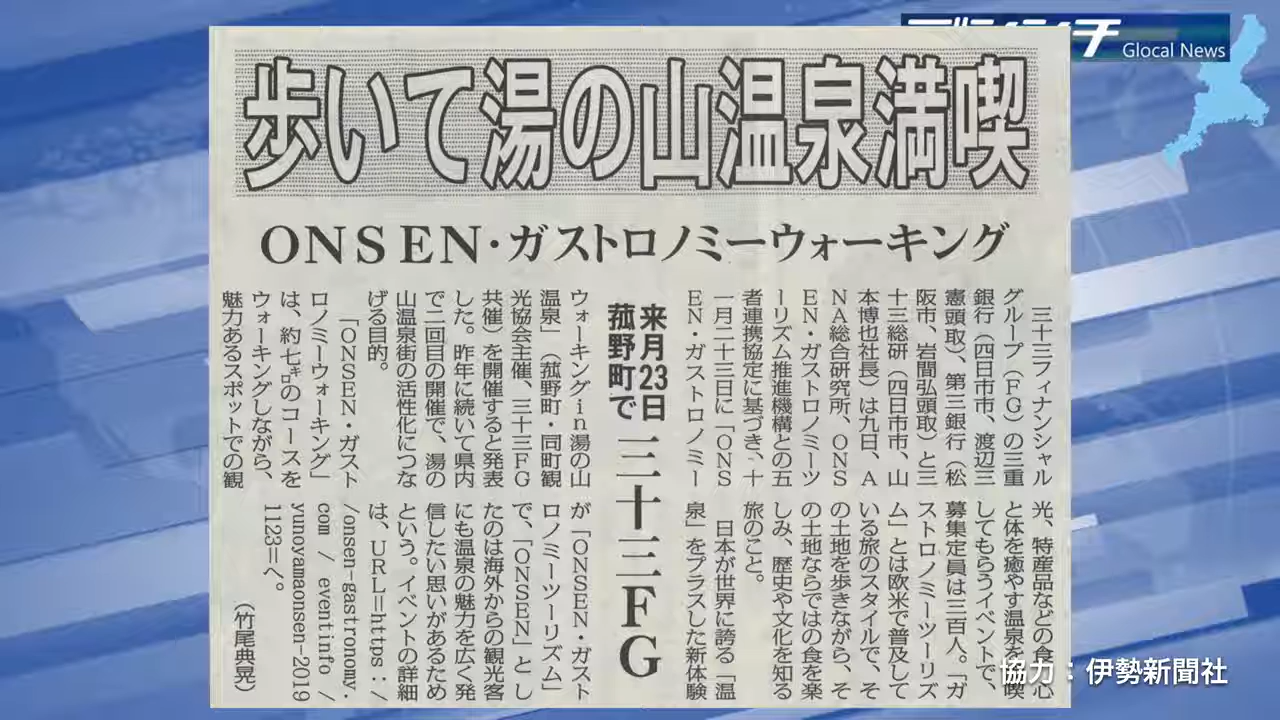 デジイチ
Glocal News
歩いて湯の山温泉満喫
ONSEN・ガストロノミーウォーキング
来月23日
菰野町で
三十三FG
三十三フィナンシャル
グループ（FG）の三重
銀行（四日市市、渡辺三
憲頭取）、第三銀行（松
阪市、岩間弘頭取）と三
十三総研（四日市市、山
本博也社長）は九日、A
NA総合研究所、ONS
EN・ガストロノミーツ
ーリズム推進機構との五
者連携協定に基づき、十
一月二十三日に「ONS
EN・ガストロノミー
ウォーキングin湯の山
温泉」（菰野町・同町観
光協会主催、三十三FG
共催）を開催すると発表
した。昨年に続いて県内
で二回目の開催で、湯の
山温泉街の活性化につな
げる目的。
「ONSEN・ガスト
ロノミーウォーキング」
は、約七㌔のコースを
ウォーキングしながら、
魅力あるスポットでの観
光、特産品などの食、心
と体を癒やす温泉を喫
してもらうイベントで、
募集定員は三百人。「ガ
ストロノミーツーリズ
ム」とは欧米で普及して
いる旅のスタイルで、そ
の土地を歩きながら、そ
の土地ならではの食を楽
しみ、歴史や文化を知る
旅のこと。
日本が世界に誇る「温
泉」をプラスした新体験
が「ONSEN・ガスト
ロノミーツーリズム」
で、「ONSEN」とし
たのは海外からの観光客
にも温泉の魅力を広く発
信したい思いがあるため
という。イベントの詳細
は、URL＝https：/
/onsen-gastronomy.
com / eventinfo /
yunoyamaonsen-2019
1123＝へ。
（竹尾典晃）
協力：伊勢新聞社